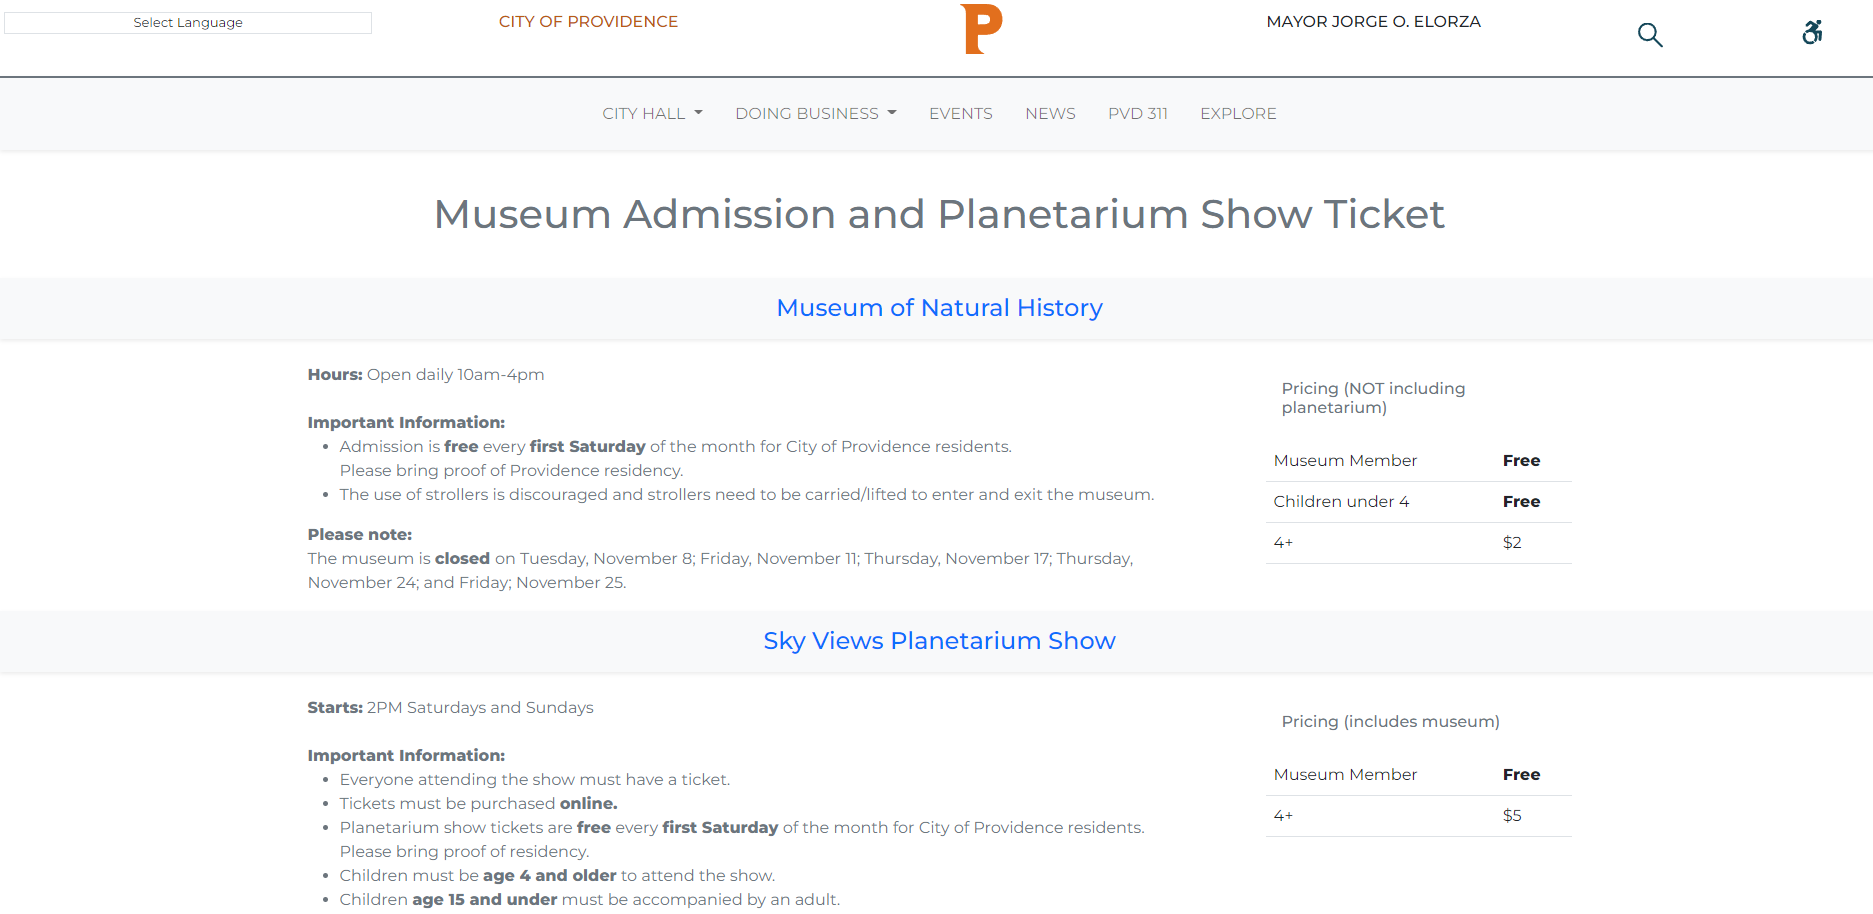 Select Language
CITY OF PROVIDENCE
P
MAYOR JORGE O. ELORZA
CITY HALL
DOING BUSINESS
EVENTS
NEWS
PVD 311
EXPLORE
Museum Admission and Planetarium Show Ticket
Museum of Natural History
Hours: Open daily 10am-4pm
Important Information:
• Admission is free every first Saturday of the month for City of Providence residents.
Please bring proof of Providence residency.
• The use of strollers is discouraged and strollers need to be carried/lifted to enter and exit the museum.
Please note:
The museum is closed on Tuesday, November 8; Friday, November 11; Thursday, November 17; Thursday,
November 24; and Friday; November 25.
Pricing (NOT including
planetarium)
Museum Member Free
Children under 4 Free
4+ $2
Sky Views Planetarium Show
Starts: 2PM Saturdays and Sundays
Important Information:
• Everyone attending the show must have a ticket.
• Tickets must be purchased online.
• Planetarium show tickets are free every first Saturday of the month for City of Providence residents.
Please bring proof of residency.
• Children must be age 4 and older to attend the show.
• Children age 15 and under must be accompanied by an adult.
Pricing (includes museum)
Museum Member Free
4+ $5